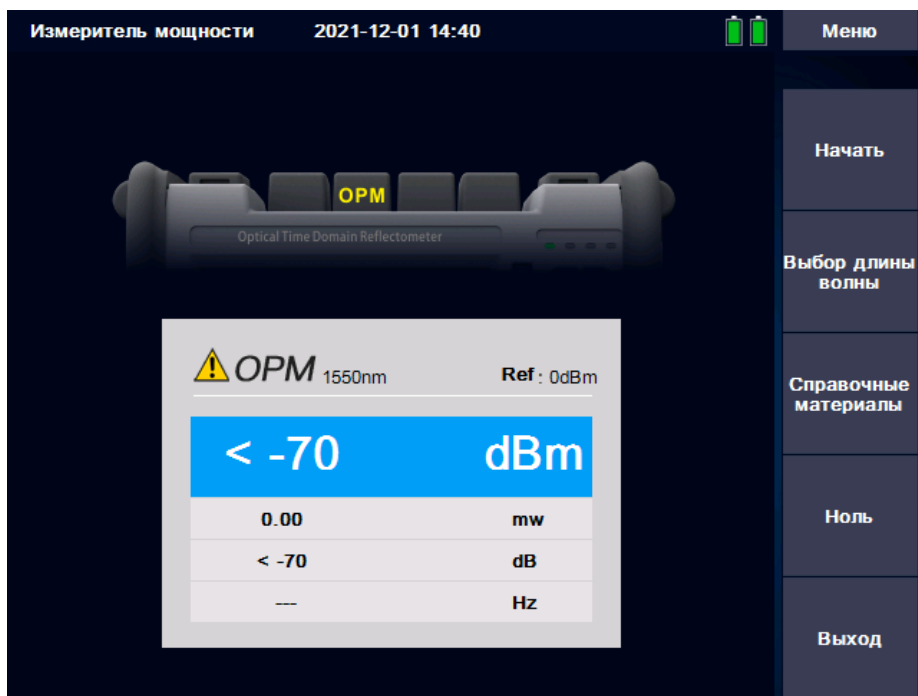 Измеритель мощности 2021-12-01 14:40
Меню
Начать
OPM
Optical Time Domain Reflectometer
Выбор длины
волны
OPM 1550nm Ref : 0dBm
Справочные
материалы
< -70 dBm
0.00 mw
< -70 dB
--- Hz
Ноль
Выход